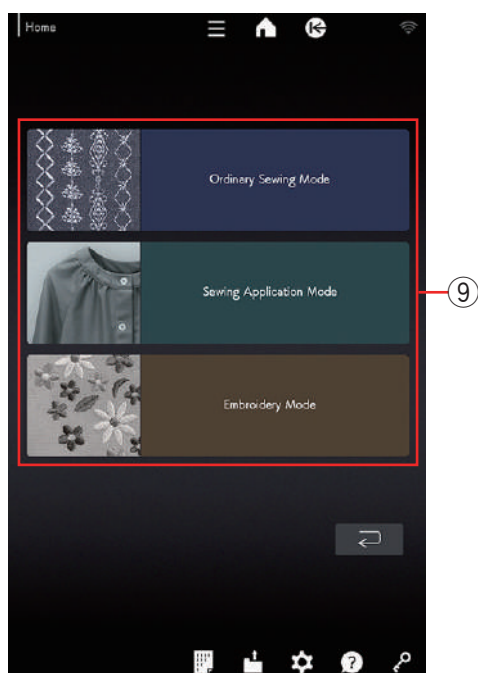 Home
Ordinary Sewing Mode
Sewing Application Mode
⑨
Embroidery Mode